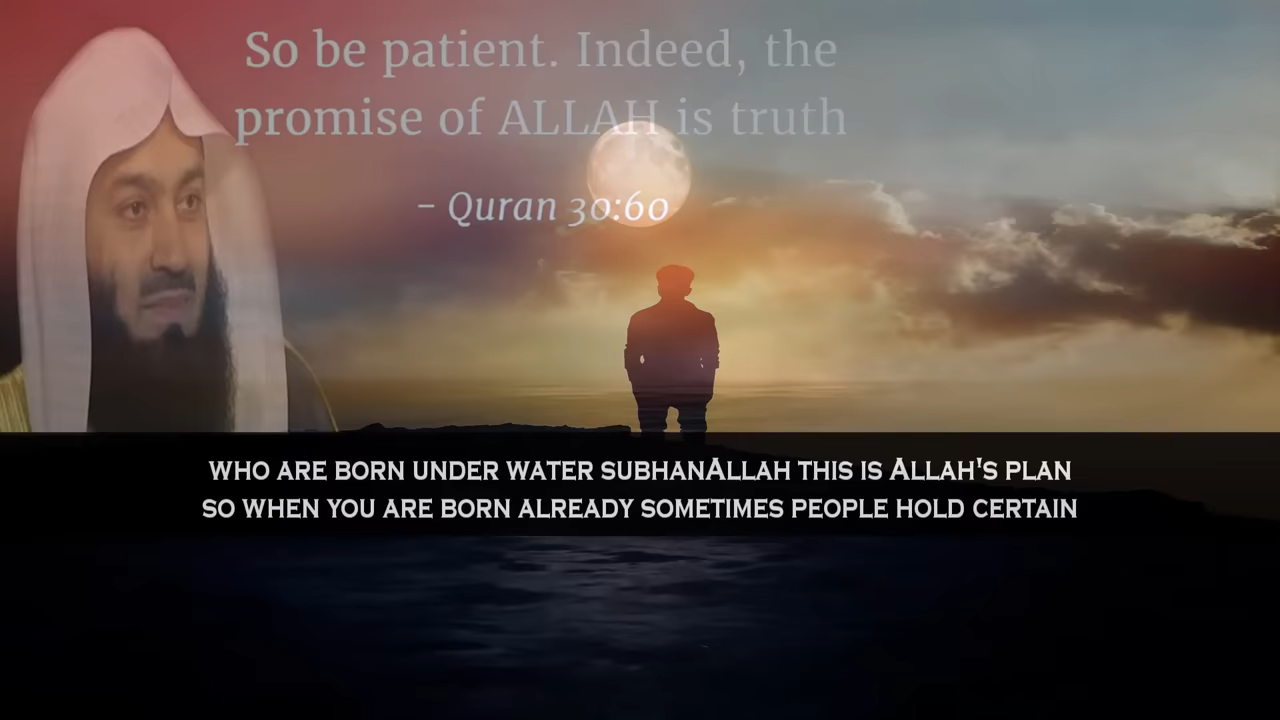 So be patient. Indeed, the
promise of ALLAH is truth
– Quran 30:60
WHO ARE BORN UNDER WATER SUBHANALLAH THIS IS ALLAH'S PLAN
SO WHEN YOU ARE BORN ALREADY SOMETIMES PEOPLE HOLD CERTAIN